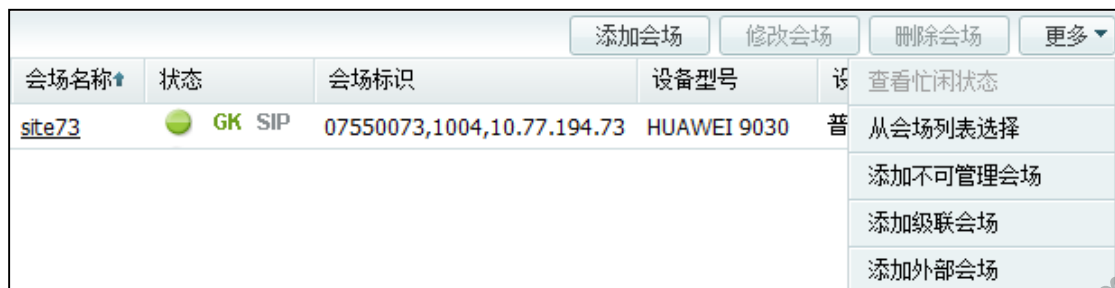 添加会场 修改会场 删除会场 更多
会场名称 状态 会场标识 设备型号 设
site73 GK SIP 07550073,1004,10.77.194.73 HUAWEI 9030 普
查看忙闲状态
从会场列表选择
添加不可管理会场
添加级联会场
添加外部会场